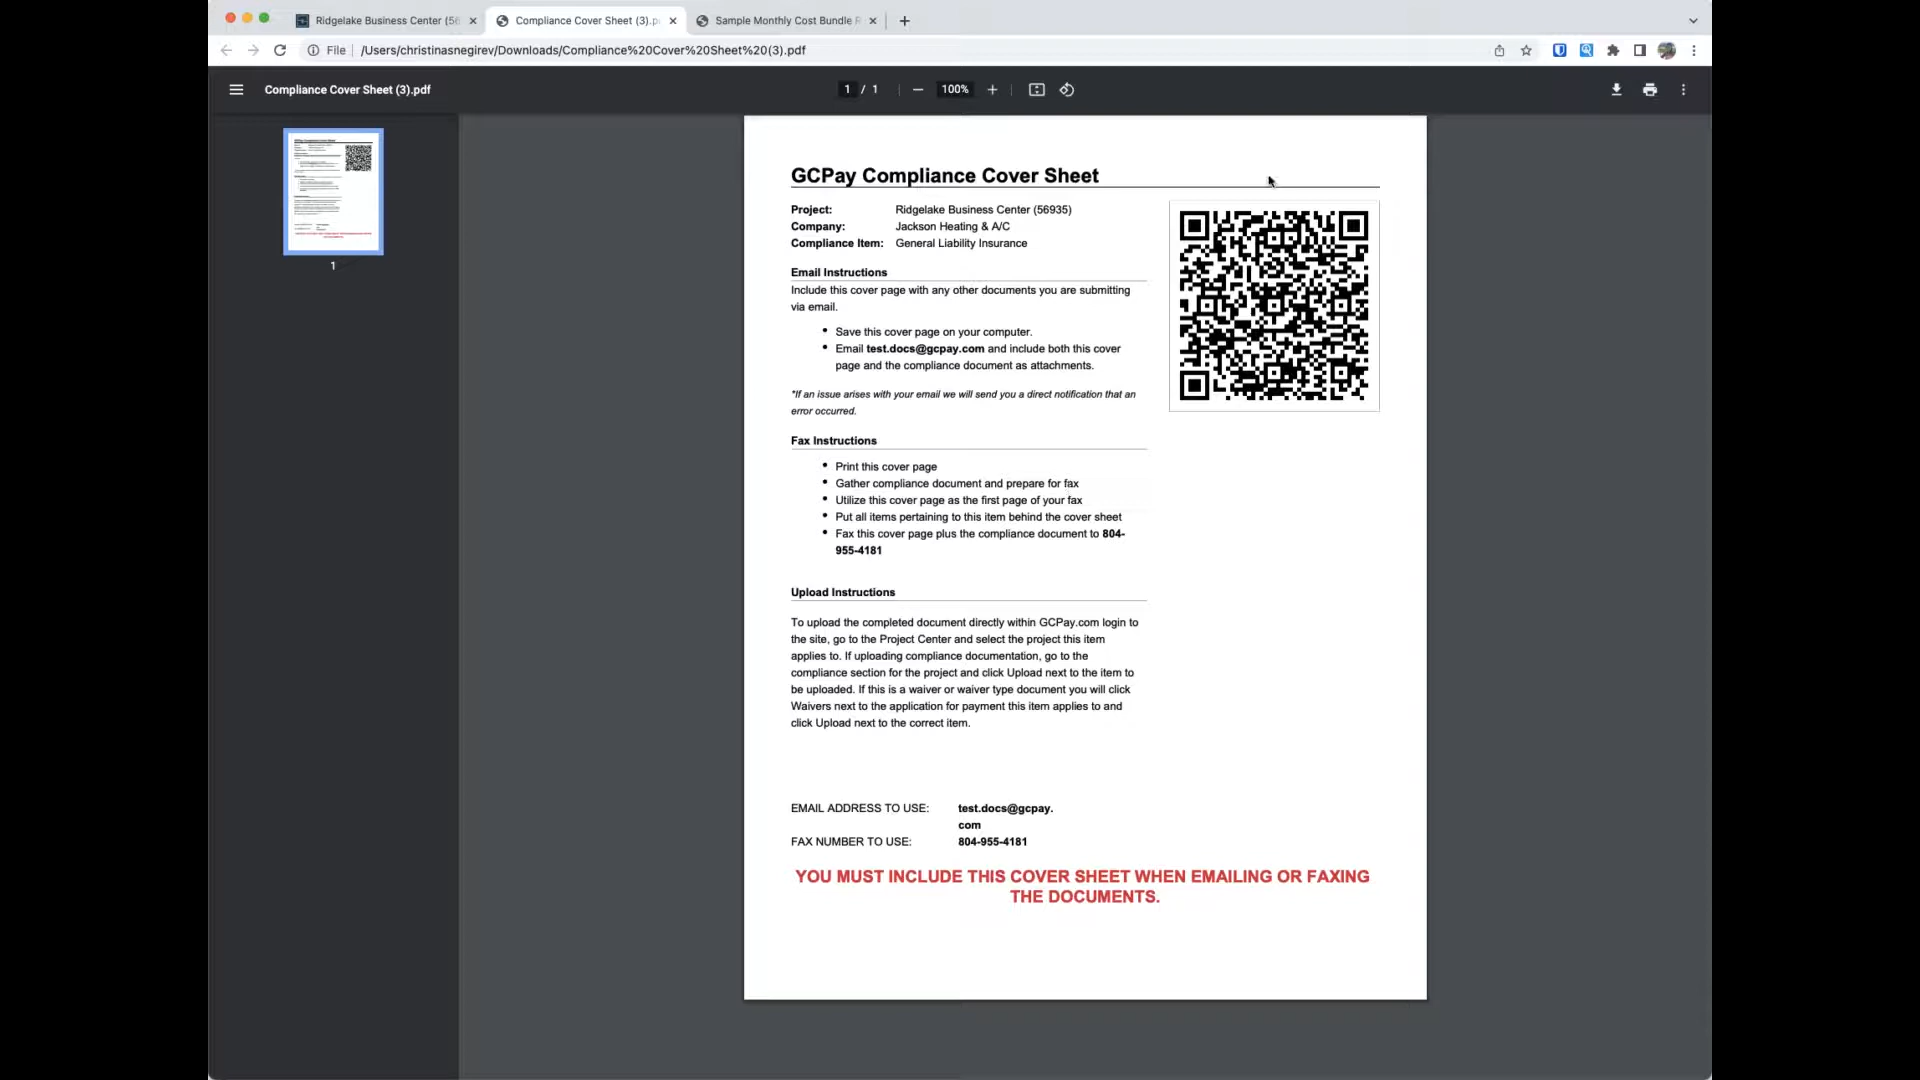 Ridgelake Business Center (56
Compliance Cover Sheet (3).p
Sample Monthly Cost Bundle R
File
/Users/christinasnegirev/Downloads/Compliance%20Cover%20Sheet%20(3).pdf
Compliance Cover Sheet (3).pdf
1 / 1
100%
1
GCPay Compliance Cover Sheet
Project: Ridgelake Business Center (56935)
Company: Jackson Heating & A/C
Compliance Item: General Liability Insurance
Email Instructions
Include this cover page with any other documents you are submitting
via email.
• Save this cover page on your computer.
• Email test.docs@gcpay.com and include both this cover
page and the compliance document as attachments.
*If an issue arises with your email we will send you a direct notification that an
error occurred.
Fax Instructions
• Print this cover page
• Gather compliance document and prepare for fax
• Utilize this cover page as the first page of your fax
• Put all items pertaining to this item behind the cover sheet
• Fax this cover page plus the compliance document to 804-
955-4181
Upload Instructions
To upload the completed document directly within GCPay.com login to
the site, go to the Project Center and select the project this item
applies to. If uploading compliance documentation, go to the
compliance section for the project and click Upload next to the item to
be uploaded. If this is a waiver or waiver type document you will click
Waivers next to the application for payment this item applies to and
click Upload next to the correct item.
EMAIL ADDRESS TO USE: test.docs@gcpay.
com
FAX NUMBER TO USE: 804-955-4181
YOU MUST INCLUDE THIS COVER SHEET WHEN EMAILING OR FAXING
THE DOCUMENTS.